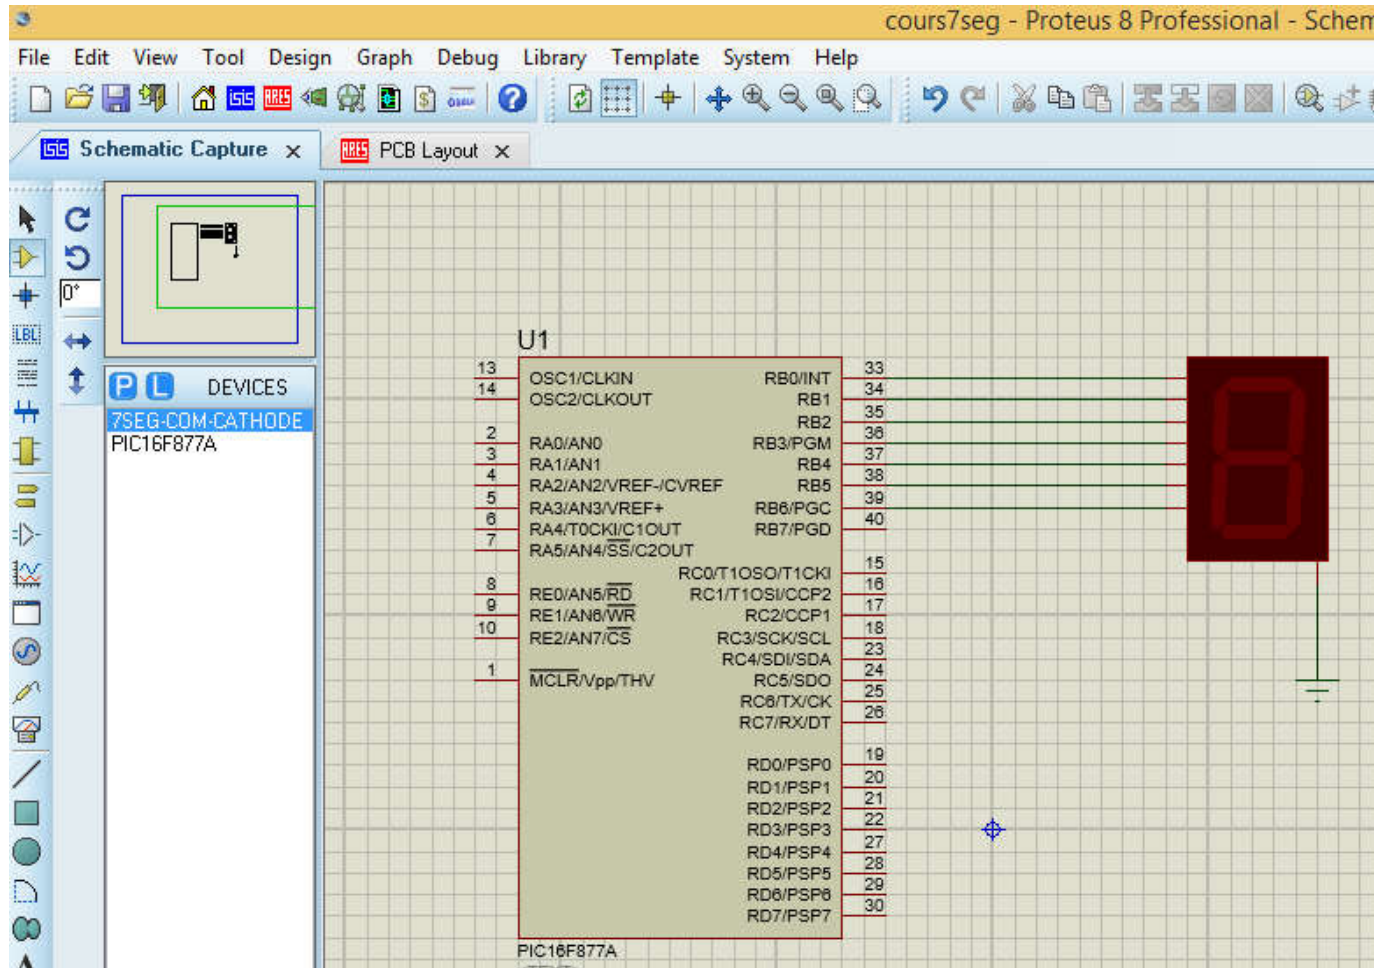 cours7seg - Proteus 8 Professional - Schem
File Edit View Tool Design Graph Debug Library Template System Help
isis ARES $ ?
isis Schematic Capture x ARES PCB Layout x
0°
LBL
P L DEVICES
7SEG-COM-CATHODE
PIC16F877A
U1
13 OSC1/CLKIN RB0/INT 33
14 OSC2/CLKOUT RB1 34
RB2 35
2 RA0/AN0 RB3/PGM 36
3 RA1/AN1 RB4 37
4 RA2/AN2/VREF-/CVREF RB5 38
5 RA3/AN3/VREF+ RB6/PGC 39
6 RA4/T0CKI/C1OUT RB7/PGD 40
7 RA5/AN4/SS/C2OUT
RC0/T1OSO/T1CKI 15
8 RE0/AN5/RD RC1/T1OSI/CCP2 16
9 RE1/AN6/WR RC2/CCP1 17
10 RE2/AN7/CS RC3/SCK/SCL 18
RC4/SDI/SDA 23
1 MCLR/Vpp/THV RC5/SDO 24
RC6/TX/CK 25
RC7/RX/DT 26
RD0/PSP0 19
RD1/PSP1 20
RD2/PSP2 21
RD3/PSP3 22
RD4/PSP4 27
RD5/PSP5 28
RD6/PSP6 29
RD7/PSP7 30
PIC16F877A